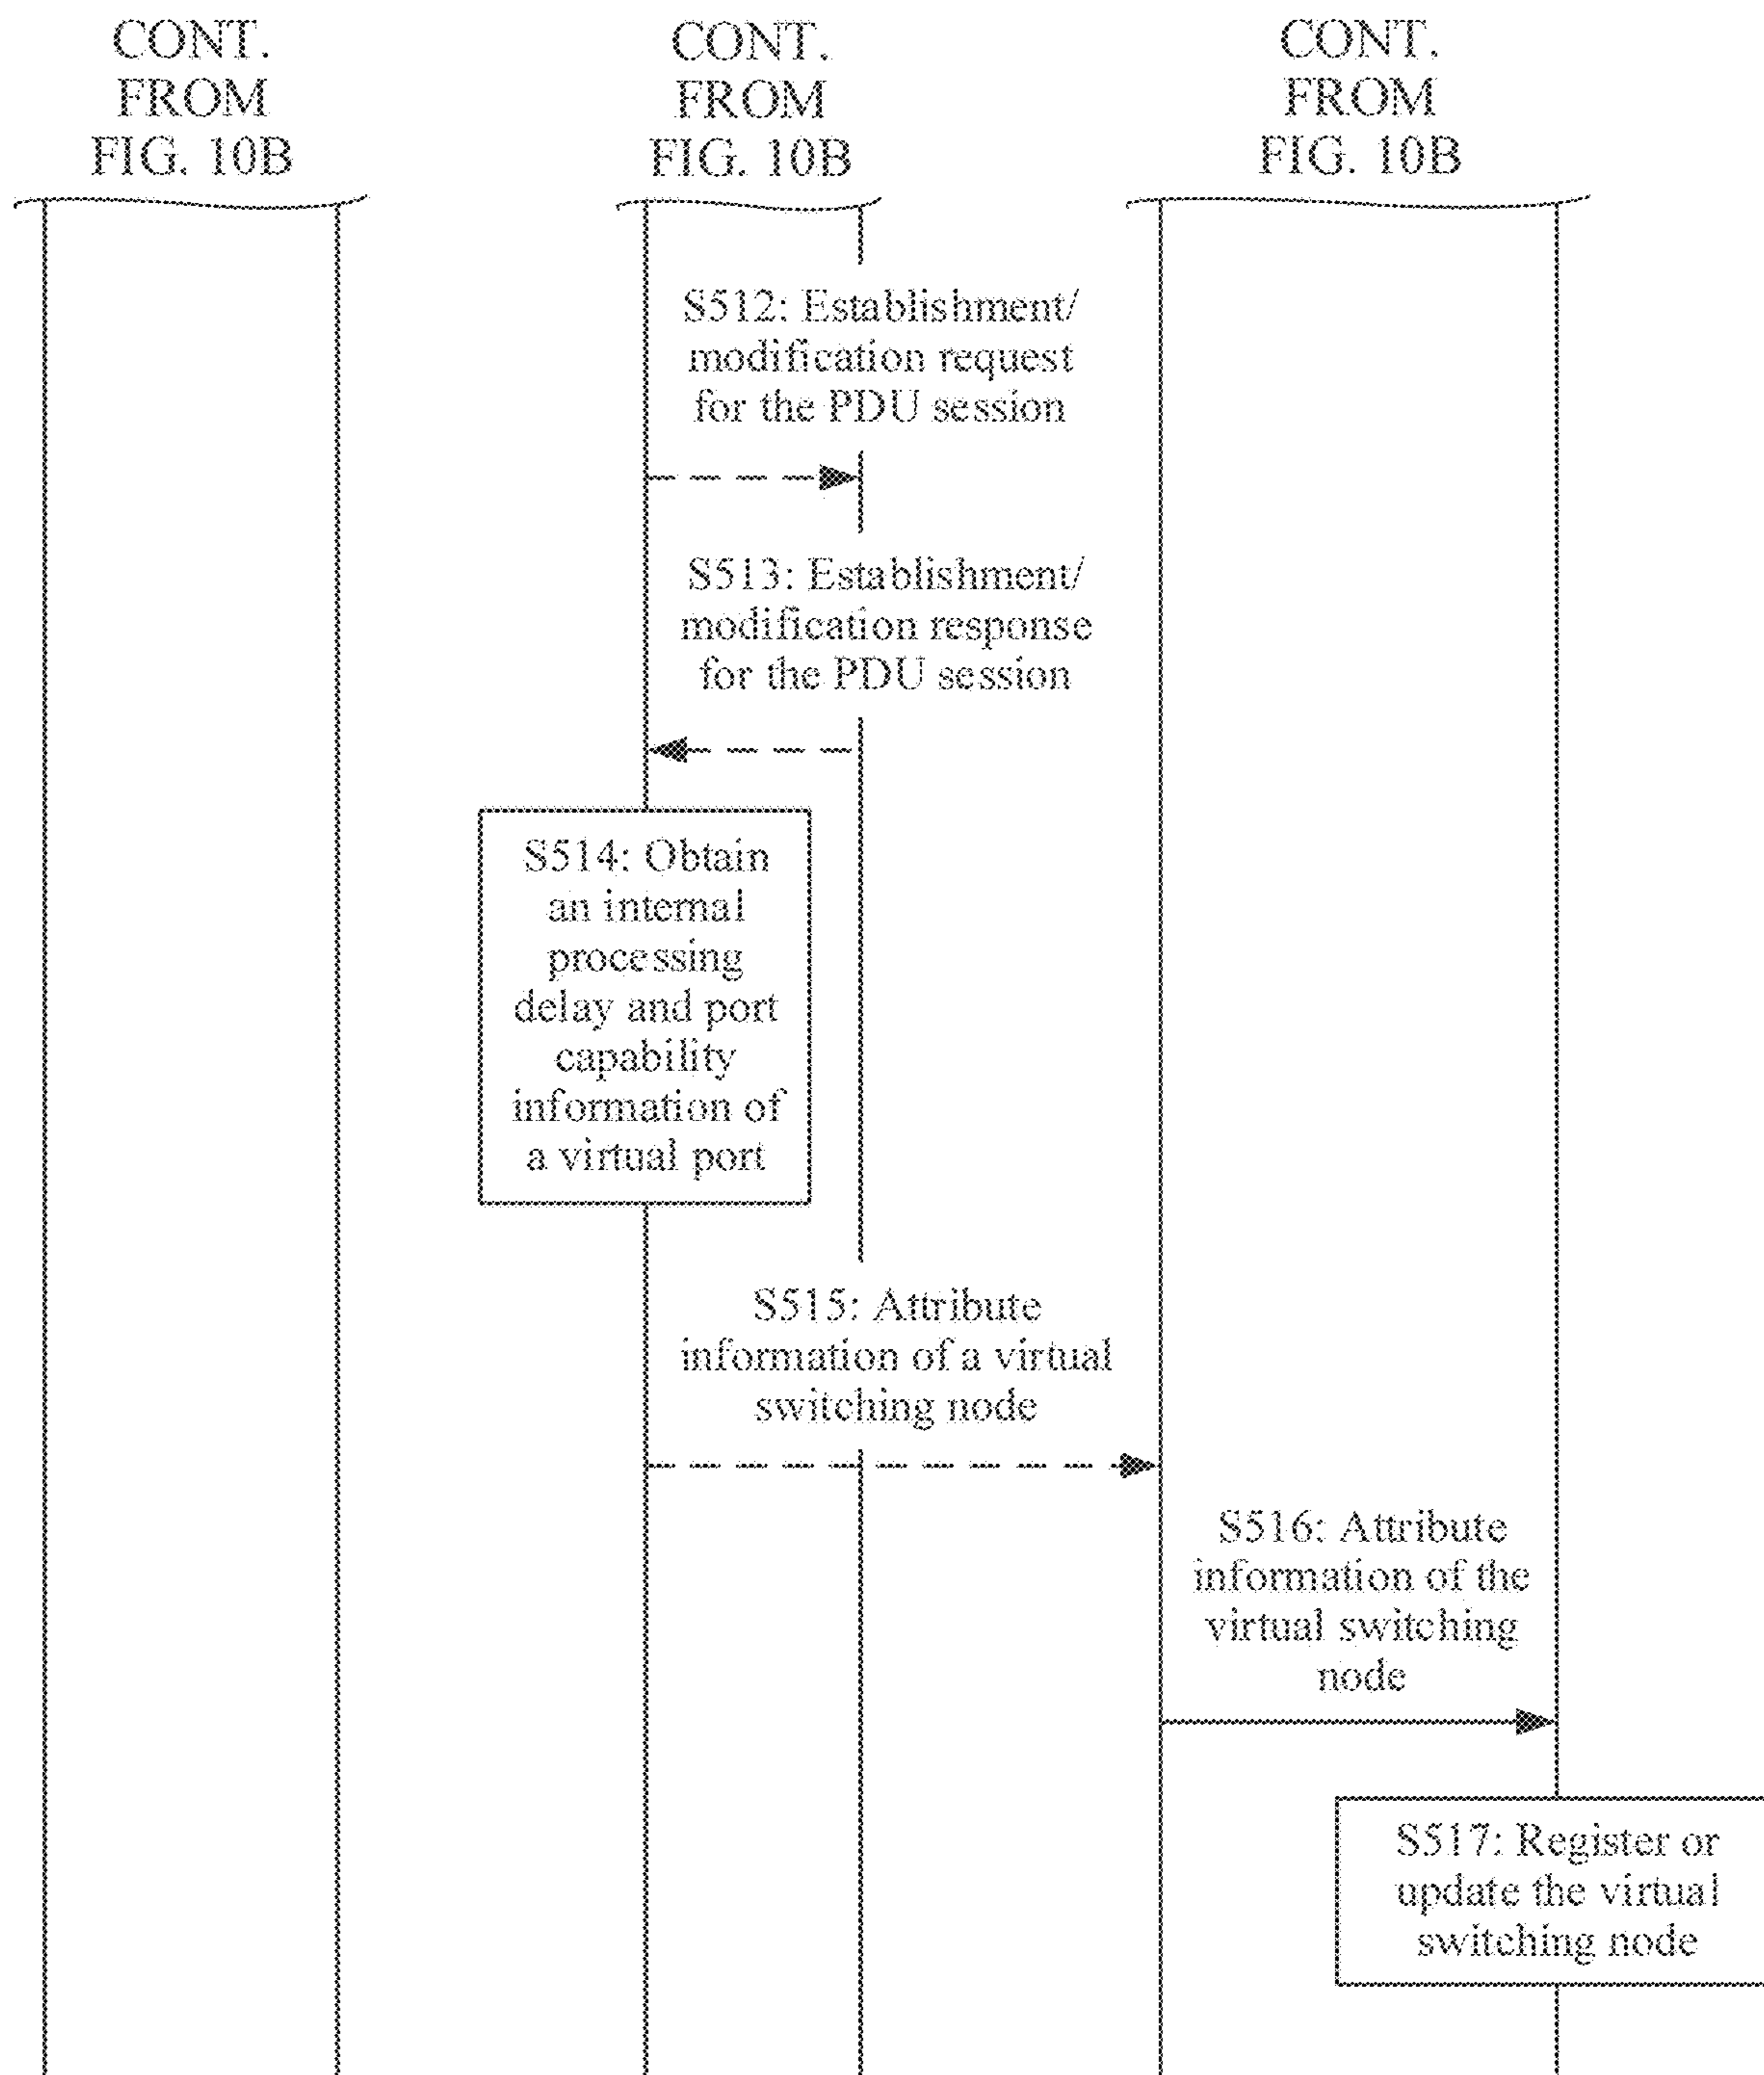 CONT.
FROM
FIG. 10B
CONT.
FROM
FIG. 10B
CONT.
FROM
FIG. 10B
S512: Establishment/
modification request
for the PDU session
S513: Establishment/
modification response
for the PDU session
S514: Obtain
an internal
processing
delay and port
capability
information of
a virtual port
S515: Attribute
information of a virtual
switching node
S516: Attribute
information of the
virtual switching
node
S517: Register or
update the virtual
switching node